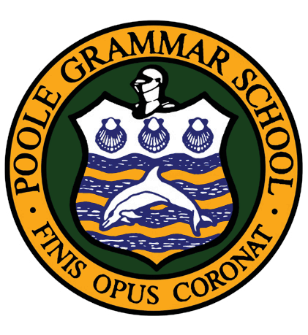 POOLE GRAMMAR SCHOOL
· FINIS OPUS CORONAT ·